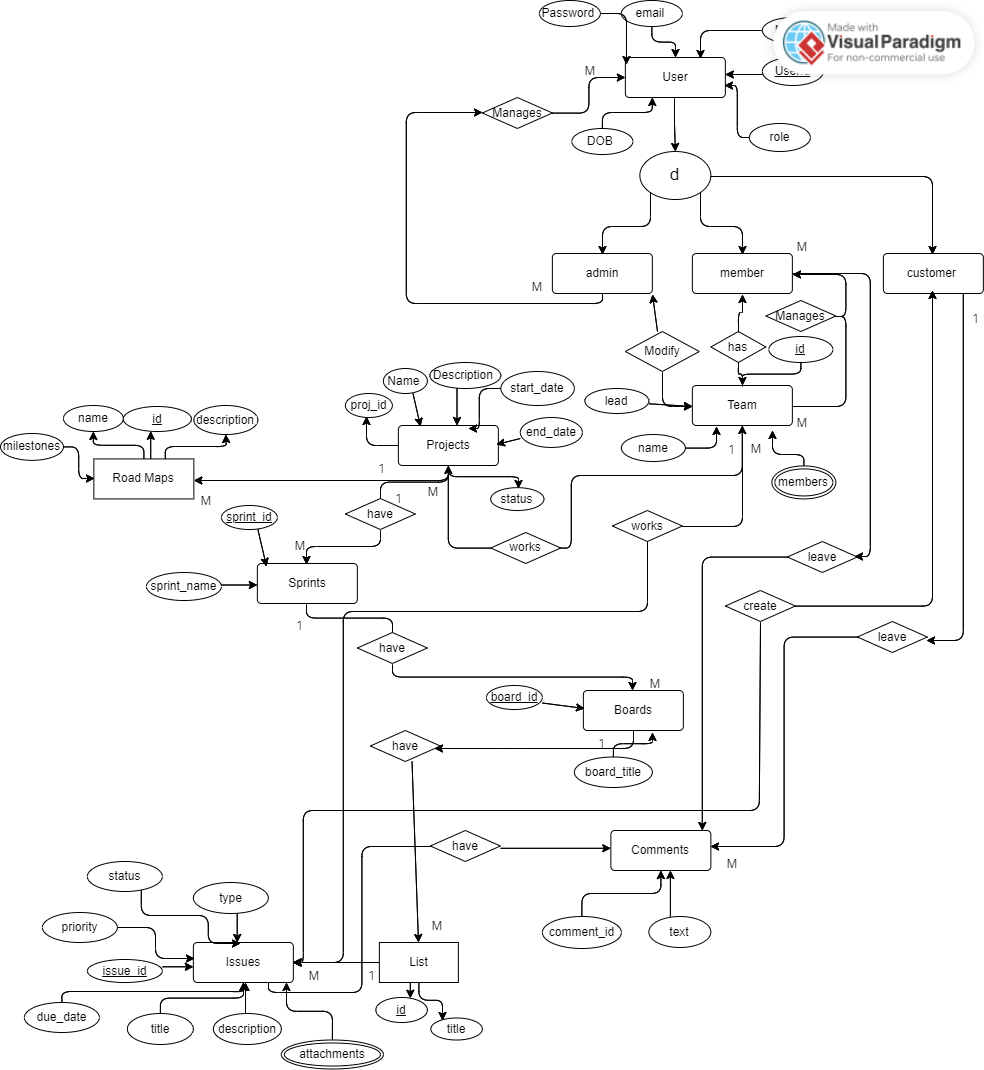 Password
email
Made with
VisualParadigm
For non-commercial use
M
User
Manages
DOB
role
d
M
admin
member
customer
M
1
Manages
Modify
has
id
Name
Description
start_date
proj_id
lead
Team
name
id
description
M
milestones
Projects
end_date
name
1
M
Road Maps
1
M
members
M
1
status
sprint_id
have
works
works
M
leave
sprint_name
Sprints
create
1
leave
have
M
board_id
Boards
1
have
board_title
have
Comments
M
status
type
priority
M
comment_id
text
issue_id
Issues
M
1
List
due_date
title
description
id
title
attachments